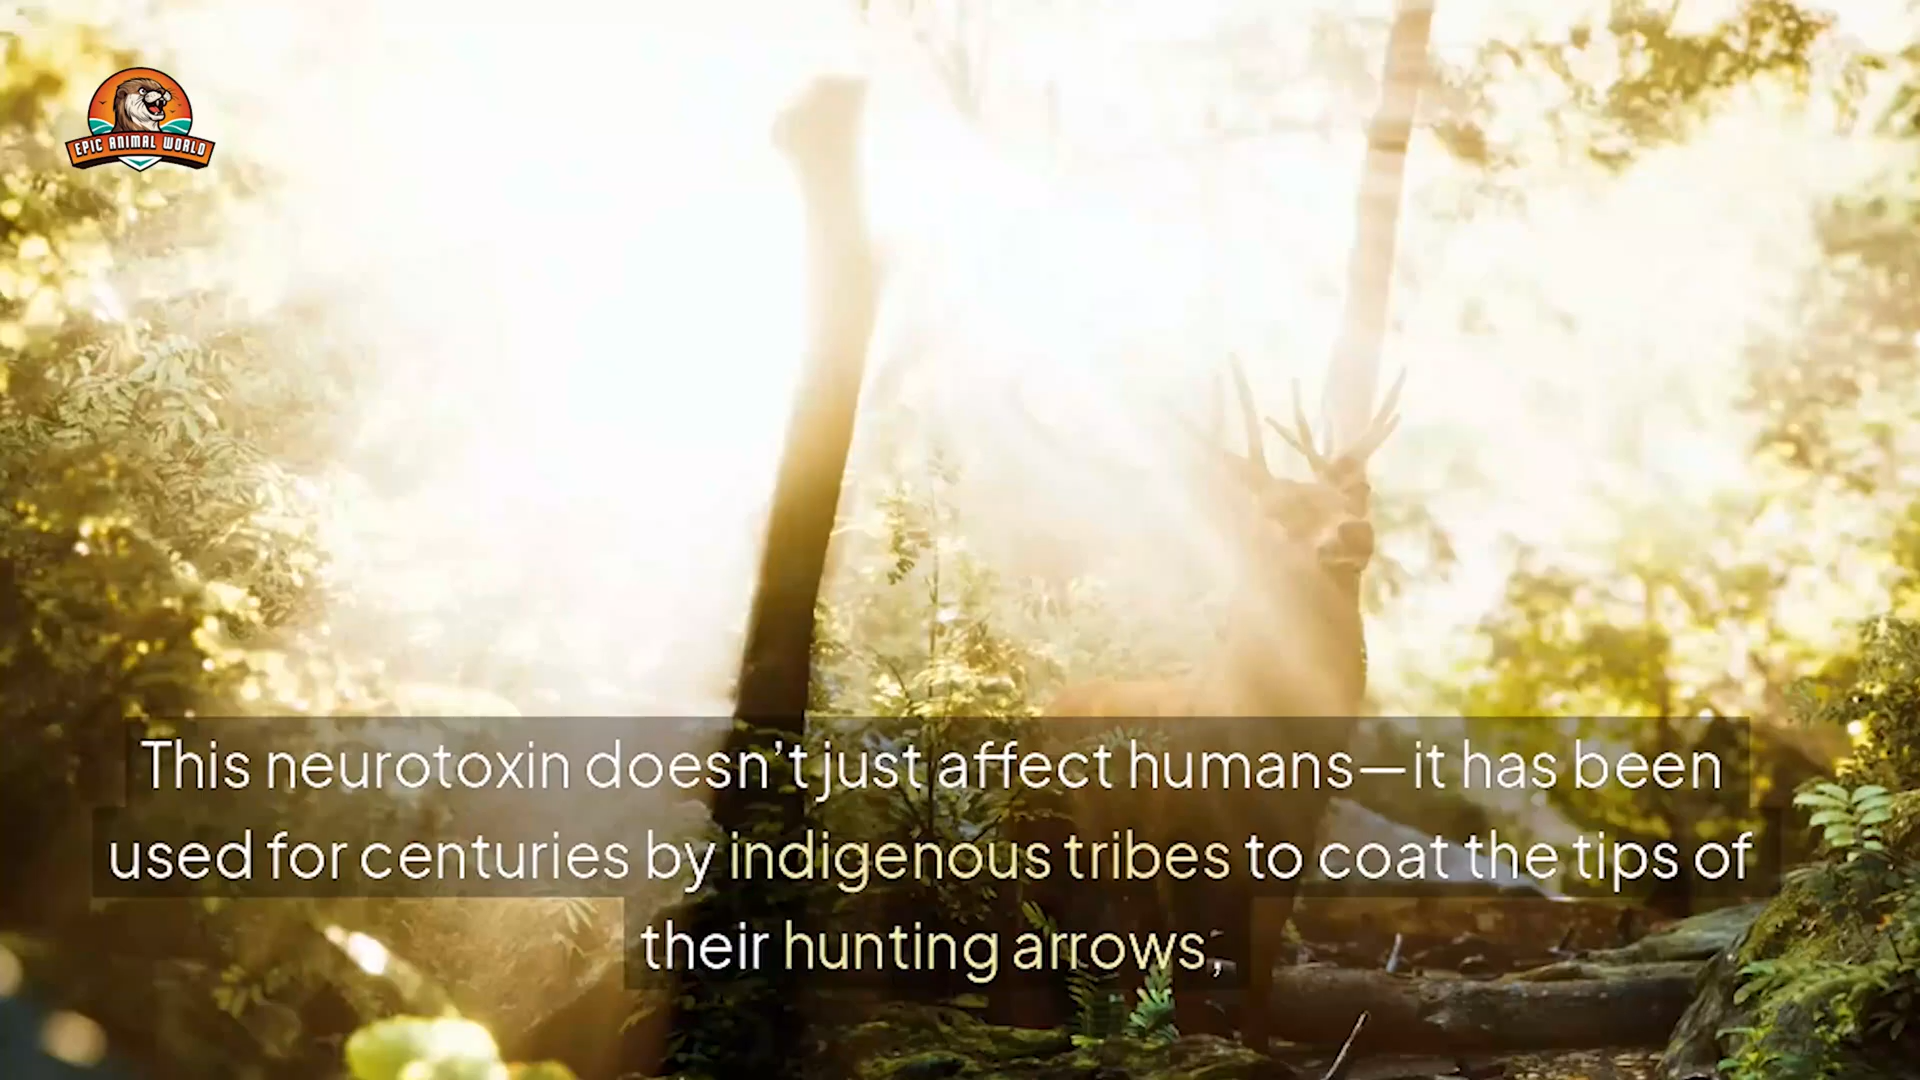 EPIC ANIMAL WORLD
This neurotoxin doesn’t just affect humans—it has been
used for centuries by indigenous tribes to coat the tips of
their hunting arrows,